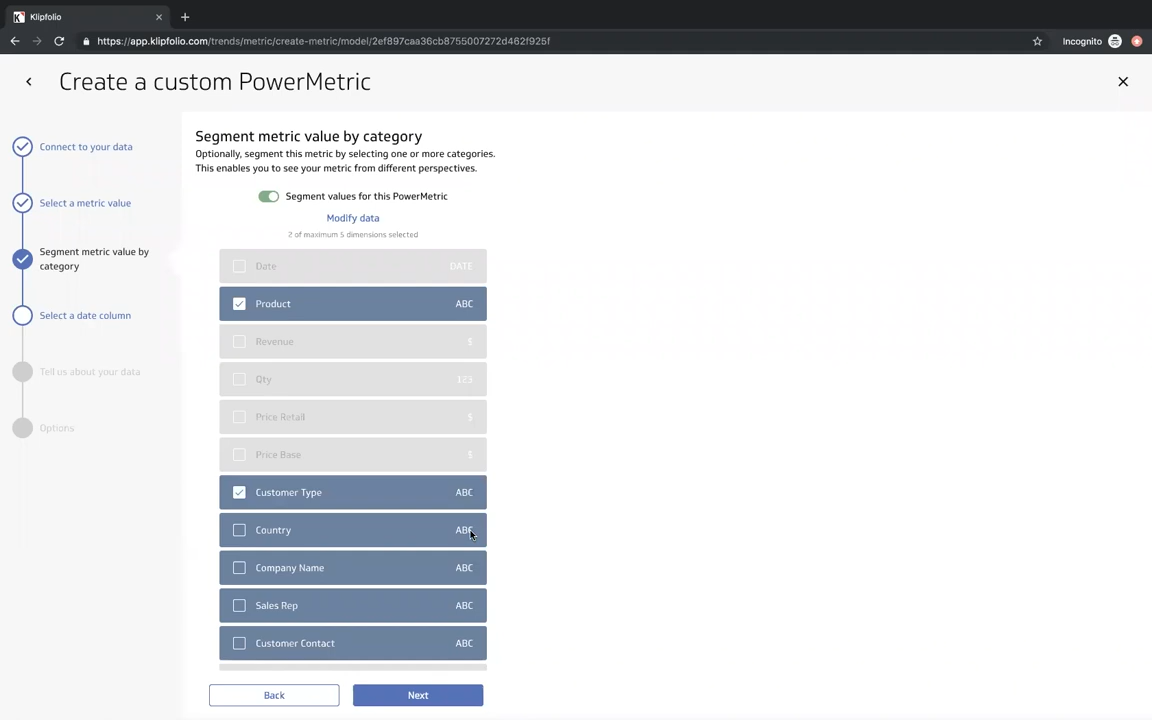 Klipfolio
https://app.klipfolio.com/trends/metric/create-metric/model/2ef897caa36cb8755007272d462f925f
Incognito
Create a custom PowerMetric
Connect to your data
Select a metric value
Segment metric value by
category
Select a date column
Tell us about your data
Options
Segment metric value by category
Optionally, segment this metric by selecting one or more categories.
This enables you to see your metric from different perspectives.
Segment values for this PowerMetric
Modify data
2 of maximum 5 dimensions selected
Date DATE
Product ABC
Revenue $
Qty 123
Price Retail $
Price Base $
Customer Type ABC
Country ABC
Company Name ABC
Sales Rep ABC
Customer Contact ABC
Back Next